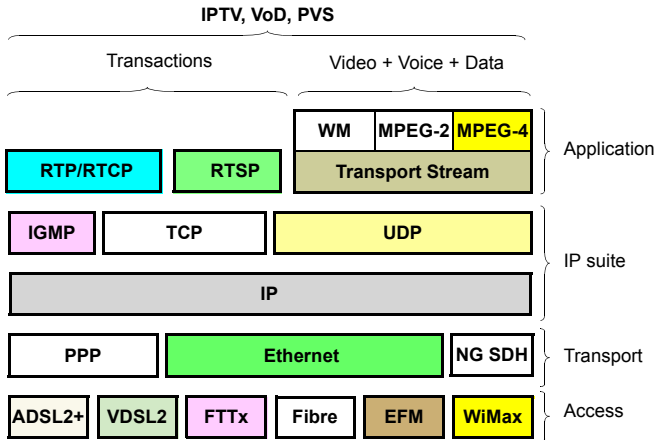 IPTV, VoD, PVS
Transactions
Video + Voice + Data
WM MPEG-2 MPEG-4
Application
RTP/RTCP RTSP Transport Stream
IGMP TCP UDP
IP suite
IP
PPP Ethernet NG SDH Transport
ADSL2+ VDSL2 FTTx Fibre EFM WiMax Access